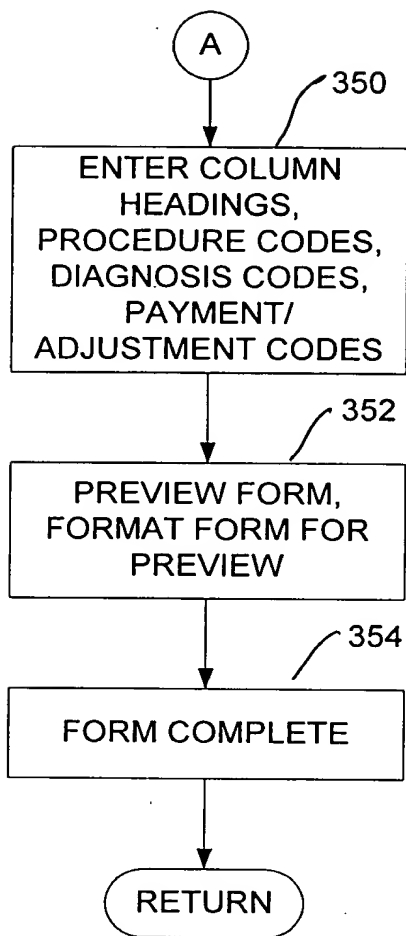 A
350
ENTER COLUMN
HEADINGS,
PROCEDURE CODES,
DIAGNOSIS CODES,
PAYMENT/
ADJUSTMENT CODES
352
PREVIEW FORM,
FORMAT FORM FOR
PREVIEW
354
FORM COMPLETE
RETURN